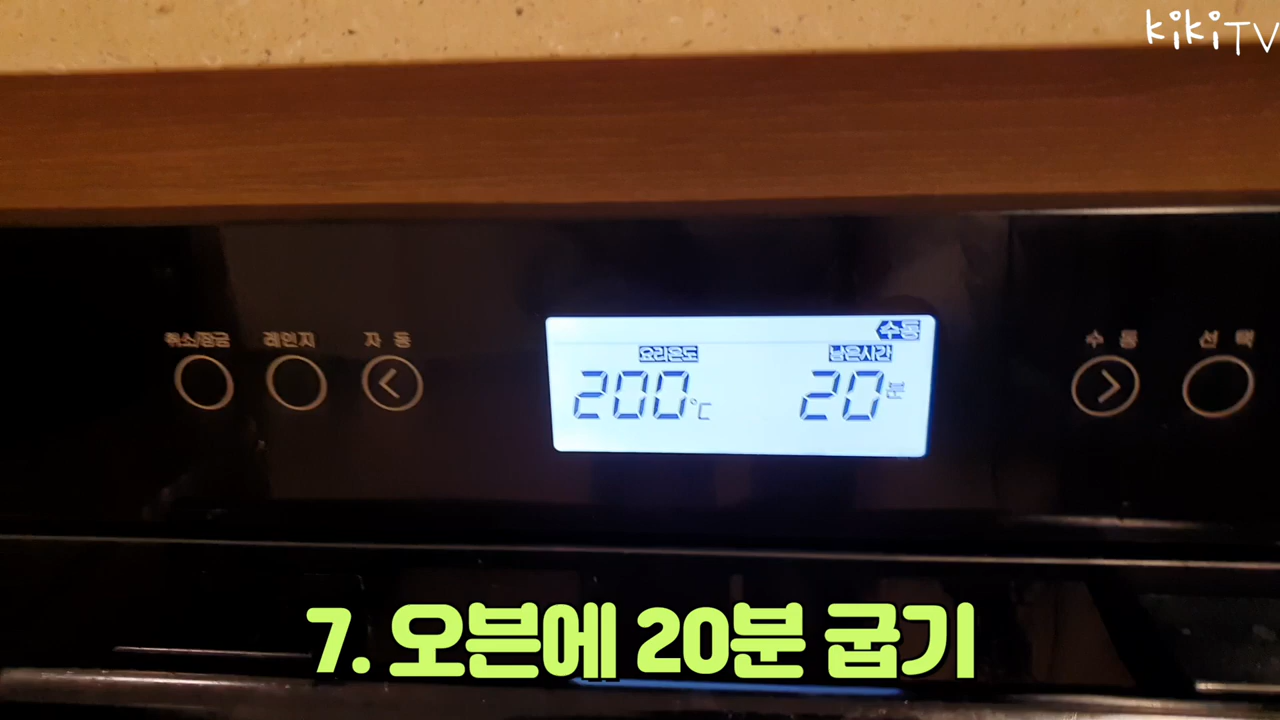 kikiTV
수동
요리온도 남은시간
200°C 20분
취소/잠금 레인지 자동 수동 선택
7. 오븐에 20분 굽기